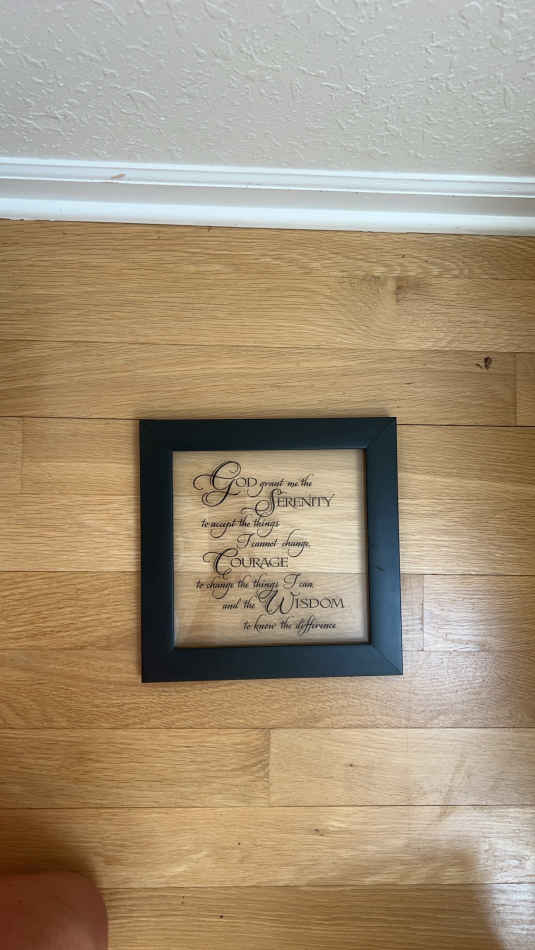 GOD grant me the
SERENITY
to accept the things
I cannot change,
COURAGE
to change the things I can,
and the WISDOM
to know the difference